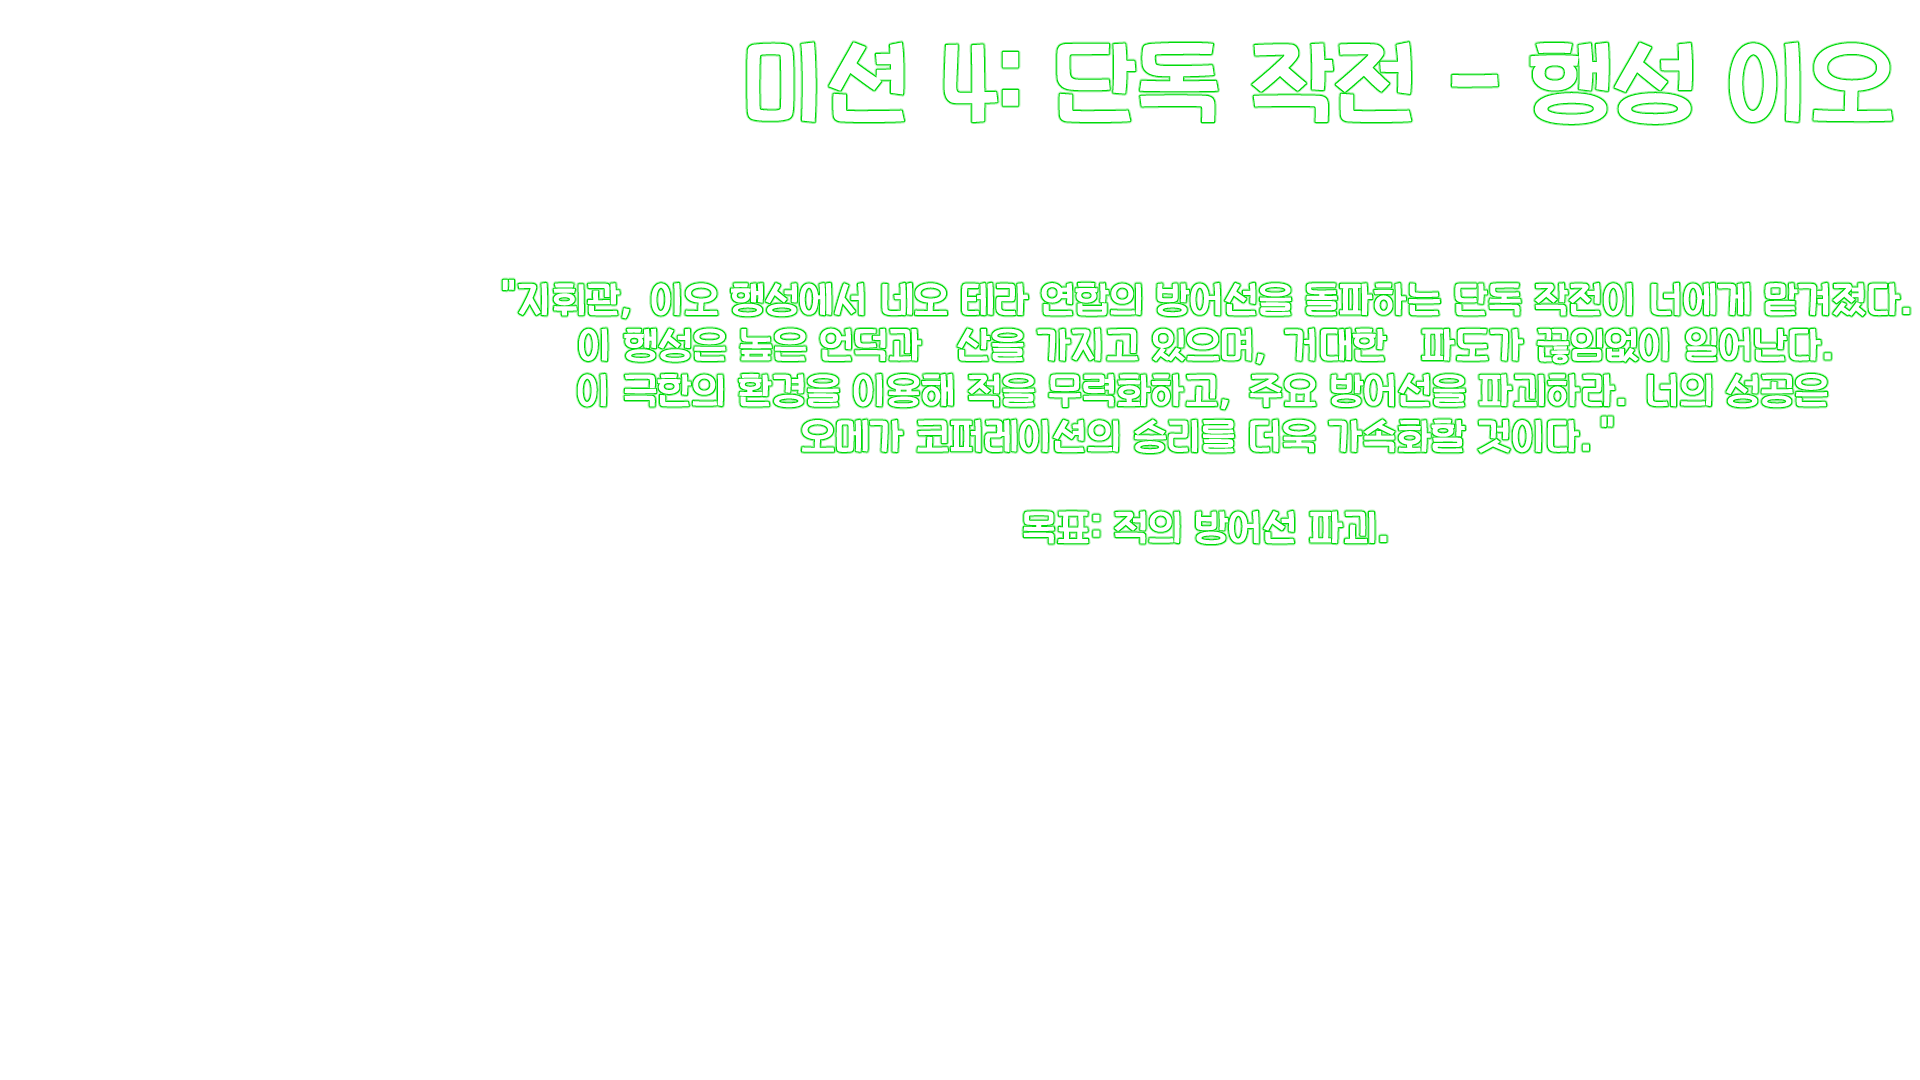 미션 4: 단독 작전 - 행성 이오
"지휘관, 이오 행성에서 네오 테라 연합의 방어선을 돌파하는 단독 작전이 너에게 맡겨졌다.
이 행성은 높은 언덕과 산을 가지고 있으며, 거대한 파도가 끊임없이 일어난다.
이 극한의 환경을 이용해 적을 무력화하고, 주요 방어선을 파괴하라. 너의 성공은
오메가 코퍼레이션의 승리를 더욱 가속화할 것이다."
목표: 적의 방어선 파괴.